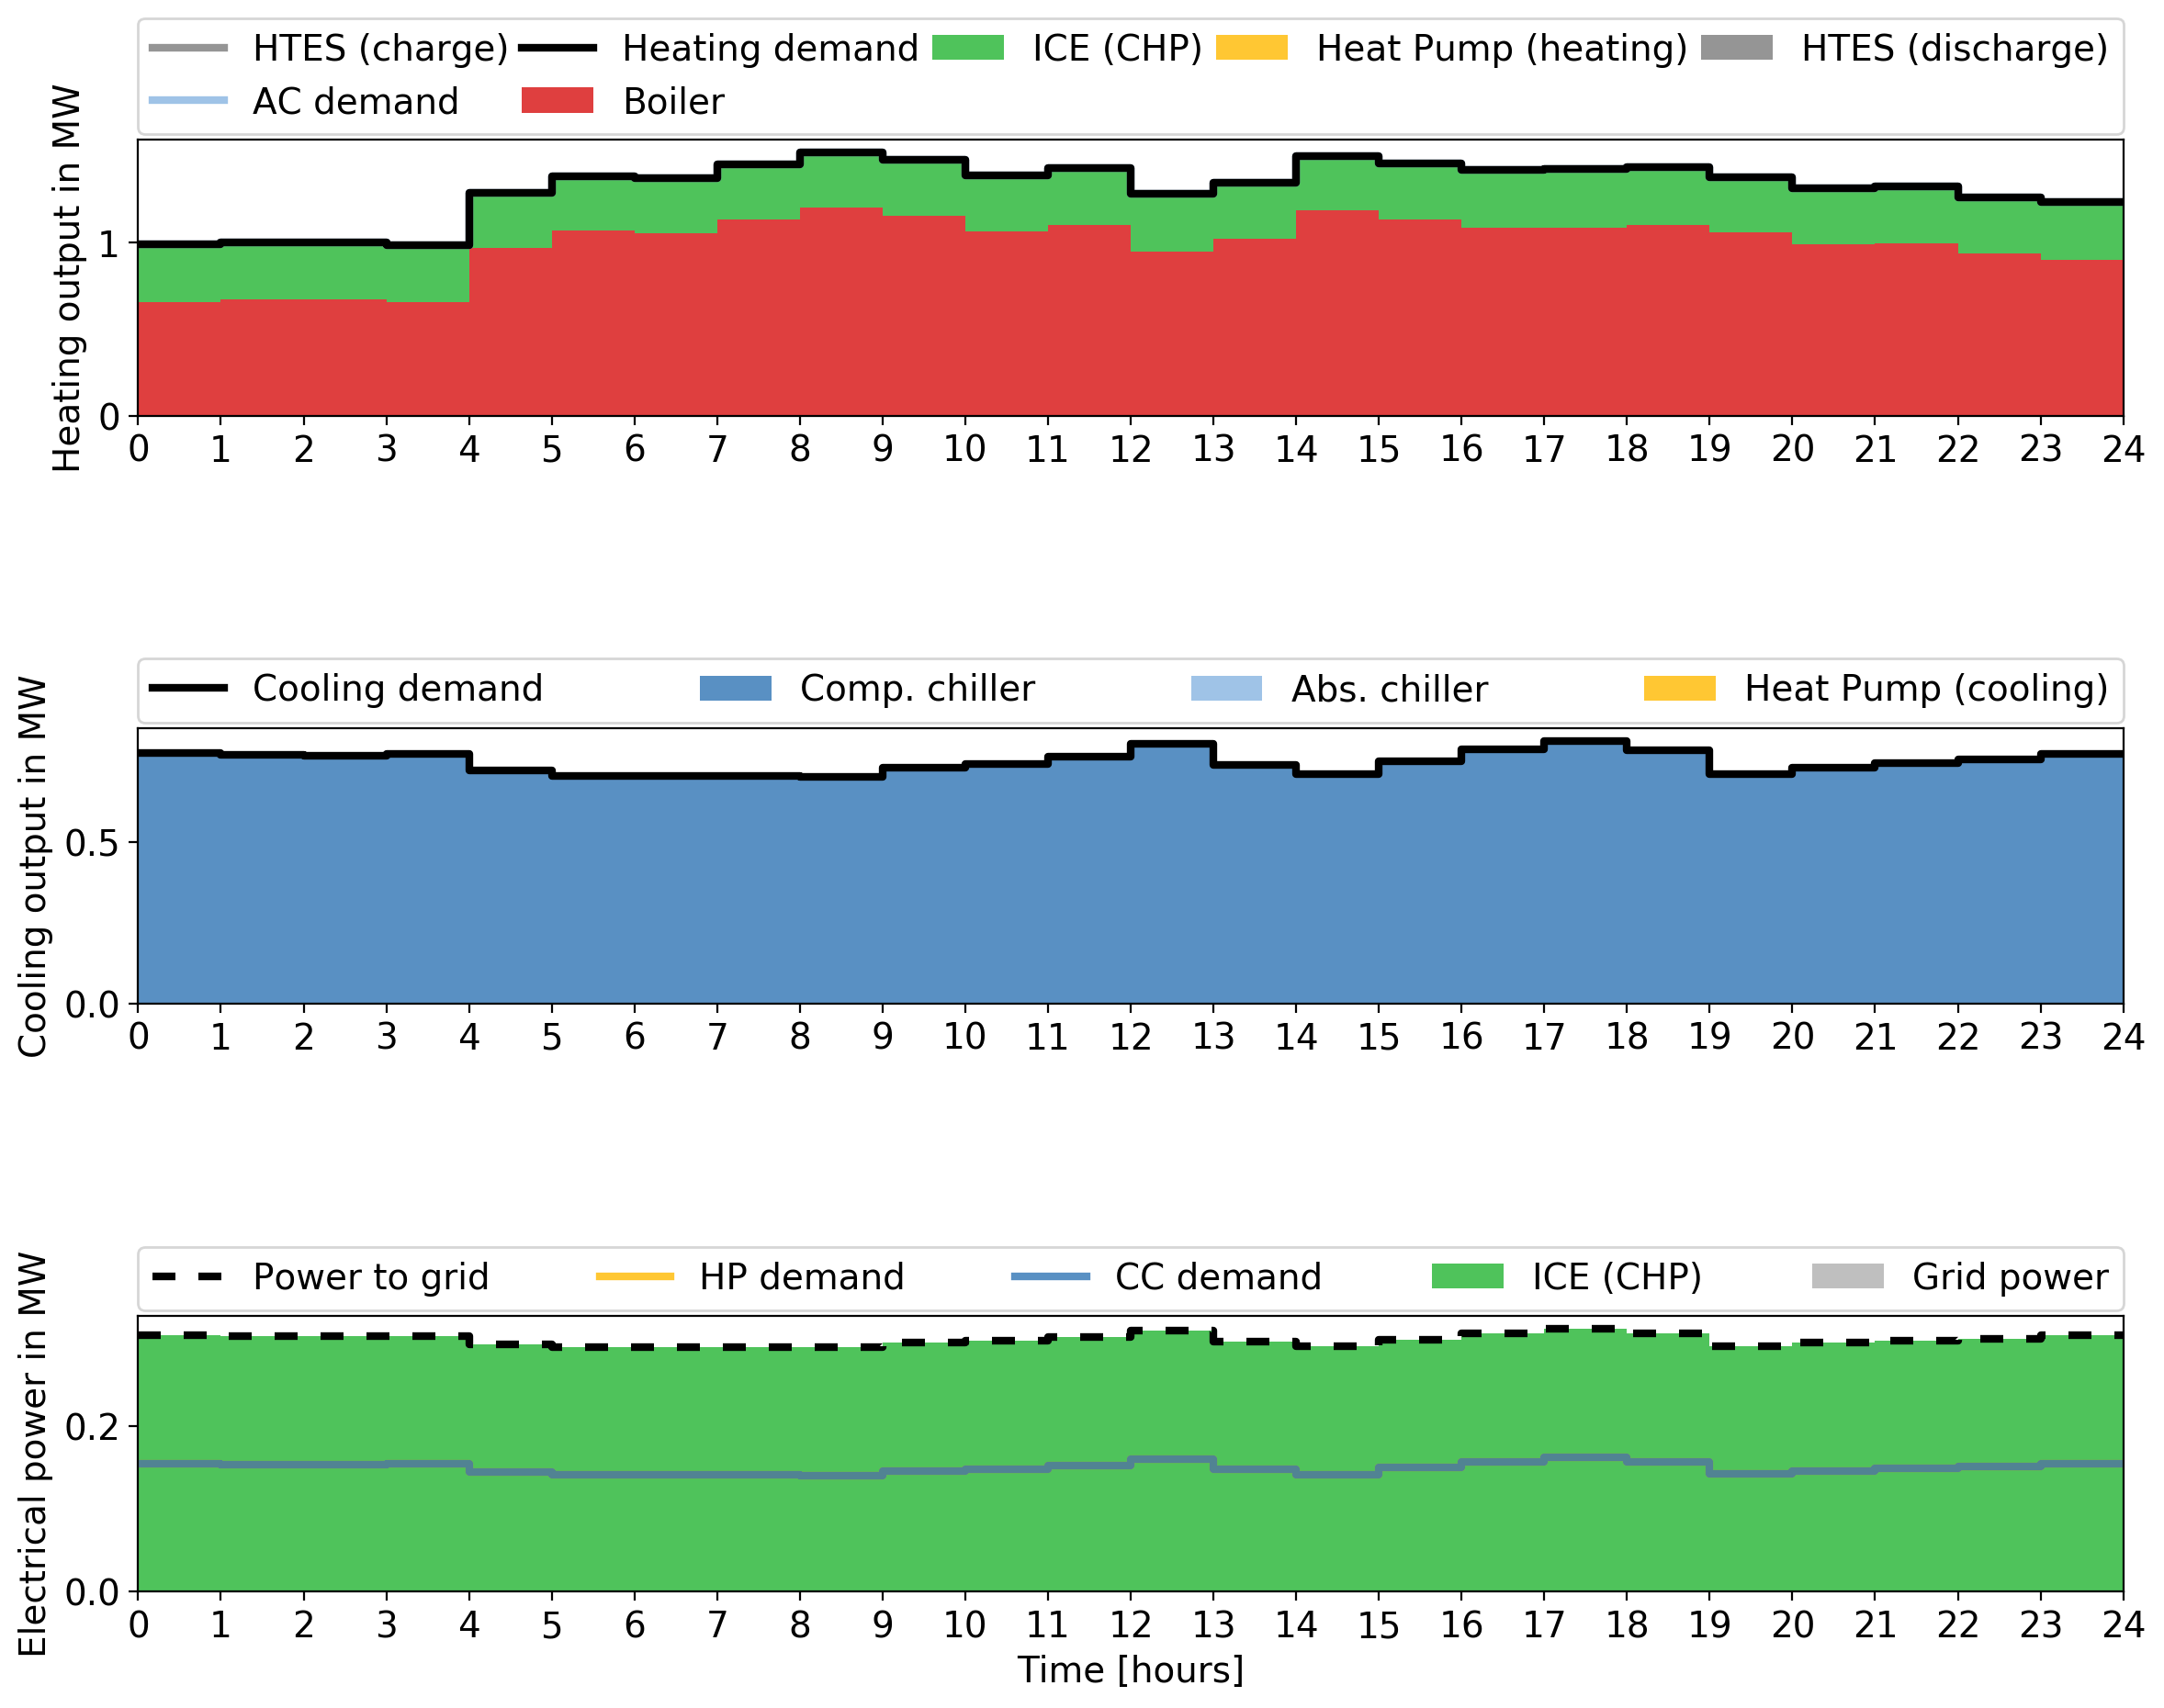 HTES (charge) Heating demand ICE (CHP) Heat Pump (heating) HTES (discharge)
AC demand Boiler
Heating output in MW
1
0
0 1 2 3 4 5 6 7 8 9 10 11 12 13 14 15 16 17 18 19 20 21 22 23 24
Cooling demand Comp. chiller Abs. chiller Heat Pump (cooling)
Cooling output in MW
0.5
0.0
0 1 2 3 4 5 6 7 8 9 10 11 12 13 14 15 16 17 18 19 20 21 22 23 24
Power to grid HP demand CC demand ICE (CHP) Grid power
Electrical power in MW
0.2
0.0
0 1 2 3 4 5 6 7 8 9 10 11 12 13 14 15 16 17 18 19 20 21 22 23 24
Time [hours]